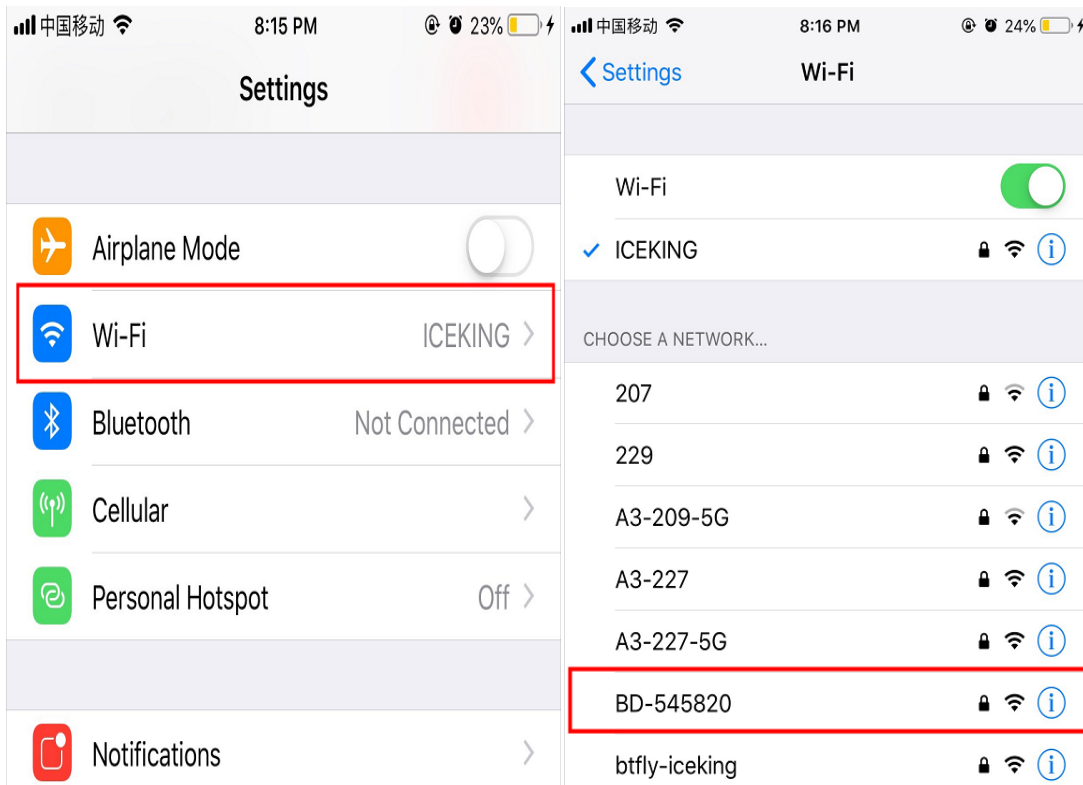 中国移动 8:15 PM 23%
Settings
Airplane Mode
Wi-Fi ICEKING
Bluetooth Not Connected
Cellular
Personal Hotspot Off
Notifications
中国移动 8:16 PM 24%
Settings Wi-Fi
Wi-Fi
ICEKING
CHOOSE A NETWORK...
207
229
A3-209-5G
A3-227
A3-227-5G
BD-545820
btfly-iceking